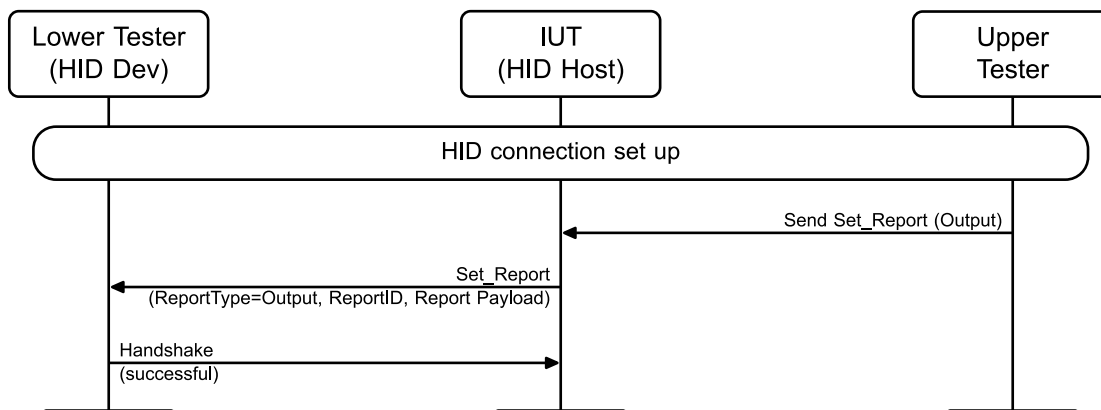 Lower Tester
(HID Dev)
IUT
(HID Host)
Upper
Tester
HID connection set up
Send Set_Report (Output)
Set_Report
(ReportType=Output, ReportID, Report Payload)
Handshake
(successful)